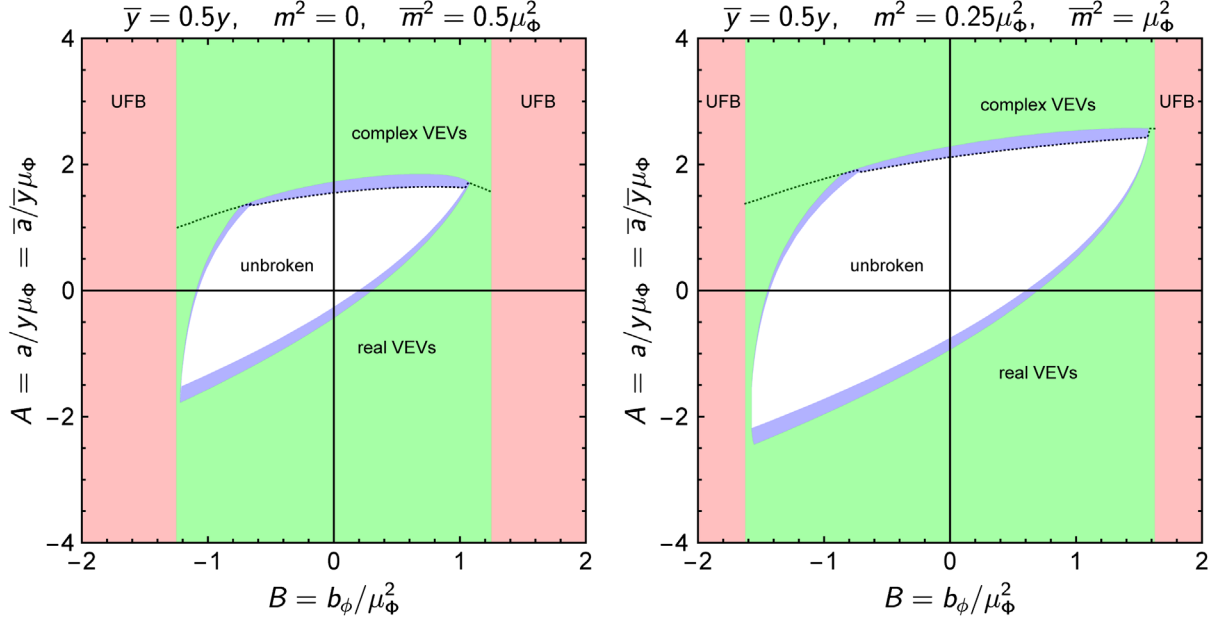 y̅ = 0.5y, m² = 0, m̅² = 0.5μ²_Φ
4
2
0
−2
−4
−2
−1
0
1
2
UFB
UFB
complex VEVs
unbroken
real VEVs
A = a/yμ_Φ = a̅/y̅μ_Φ
B = b_ϕ/μ²_Φ
y̅ = 0.5y, m² = 0.25μ²_Φ, m̅² = μ²_Φ
4
2
0
−2
−4
−2
−1
0
1
2
UFB
UFB
complex VEVs
unbroken
real VEVs
A = a/yμ_Φ = a̅/y̅μ_Φ
B = b_ϕ/μ²_Φ